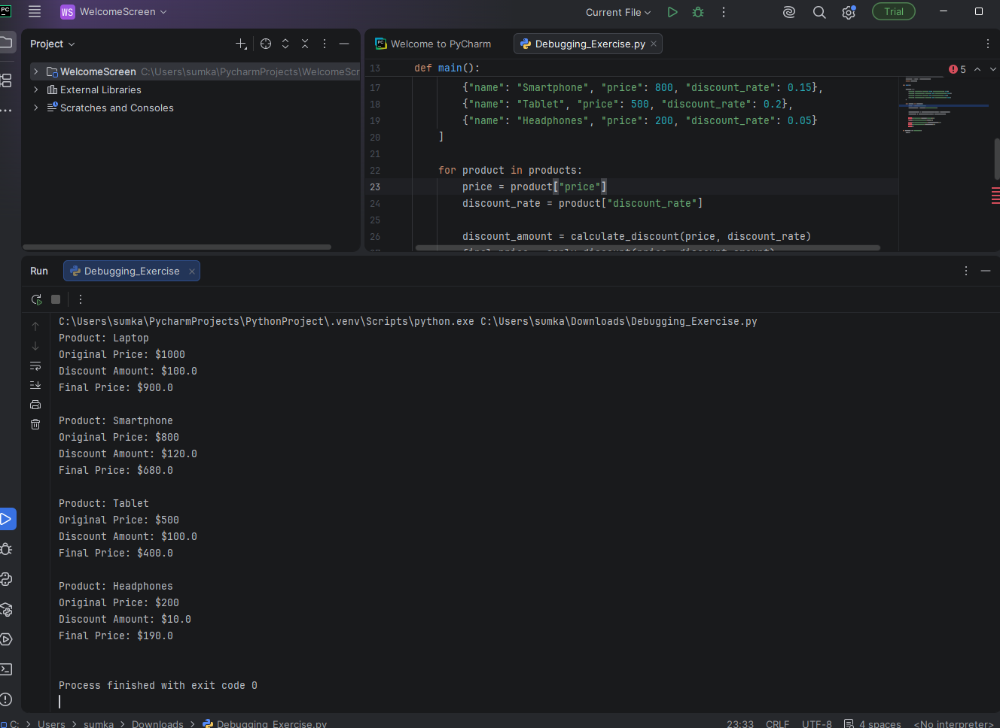 PC
WS WelcomeScreen
Current File
Trial
Project
WelcomeScreen C:\Users\sumka\PycharmProjects\WelcomeScr
External Libraries
Scratches and Consoles
Welcome to PyCharm
Debugging_Exercise.py
13 def main():
5
17 {"name": "Smartphone", "price": 800, "discount_rate": 0.15},
18 {"name": "Tablet", "price": 500, "discount_rate": 0.2},
19 {"name": "Headphones", "price": 200, "discount_rate": 0.05}
20 ]
21
22 for product in products:
23 price = product["price"]
24 discount_rate = product["discount_rate"]
25
26 discount_amount = calculate_discount(price, discount_rate)
Run
Debugging_Exercise
C:\Users\sumka\PycharmProjects\PythonProject\.venv\Scripts\python.exe C:\Users\sumka\Downloads\Debugging_Exercise.py
Product: Laptop
Original Price: $1000
Discount Amount: $100.0
Final Price: $900.0
Product: Smartphone
Original Price: $800
Discount Amount: $120.0
Final Price: $680.0
Product: Tablet
Original Price: $500
Discount Amount: $100.0
Final Price: $400.0
Product: Headphones
Original Price: $200
Discount Amount: $10.0
Final Price: $190.0
Process finished with exit code 0
C: > Users > sumka > Downloads > Debugging_Exercise.py
23:33 CRLF UTF-8 4 spaces <No interpreter>